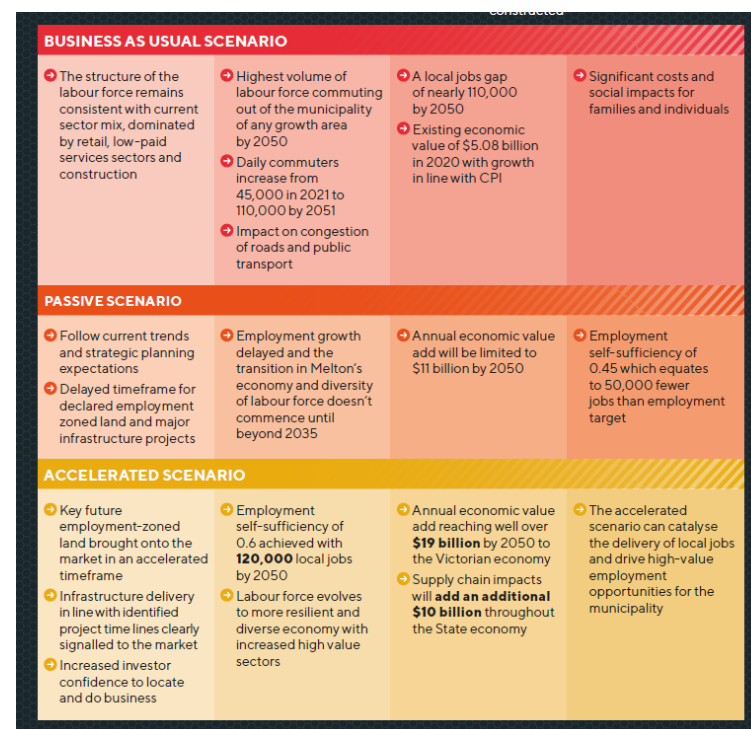 constructed
BUSINESS AS USUAL SCENARIO
The structure of the
labour force remains
consistent with current
sector mix, dominated
by retail, low-paid
services sectors and
construction
Highest volume of
labour force commuting
out of the municipality
of any growth area
by 2050
Daily commuters
increase from
45,000 in 2021 to
110,000 by 2051
Impact on congestion
of roads and public
transport
A local jobs gap
of nearly 110,000
by 2050
Existing economic
value of $5.08 billion
in 2020 with growth
in line with CPI
Significant costs and
social impacts for
families and individuals
PASSIVE SCENARIO
Follow current trends
and strategic planning
expectations
Delayed timeframe for
declared employment
zoned land and major
infrastructure projects
Employment growth
delayed and the
transition in Melton's
economy and diversity
of labour force doesn't
commence until
beyond 2035
Annual economic value
add will be limited to
$11 billion by 2050
Employment
self-sufficiency of
0.45 which equates
to 50,000 fewer
jobs than employment
target
ACCELERATED SCENARIO
Key future
employment-zoned
land brought onto the
market in an accelerated
timeframe
Infrastructure delivery
in line with identified
project time lines clearly
signalled to the market
Increased investor
confidence to locate
and do business
Employment
self-sufficiency of
0.6 achieved with
120,000 local jobs
by 2050
Labour force evolves
to more resilient and
diverse economy with
increased high value
sectors
Annual economic value
add reaching well over
$19 billion by 2050 to
the Victorian economy
Supply chain impacts
will add an additional
$10 billion throughout
the State economy
The accelerated
scenario can catalyse
the delivery of local jobs
and drive high-value
employment
opportunities for the
municipality